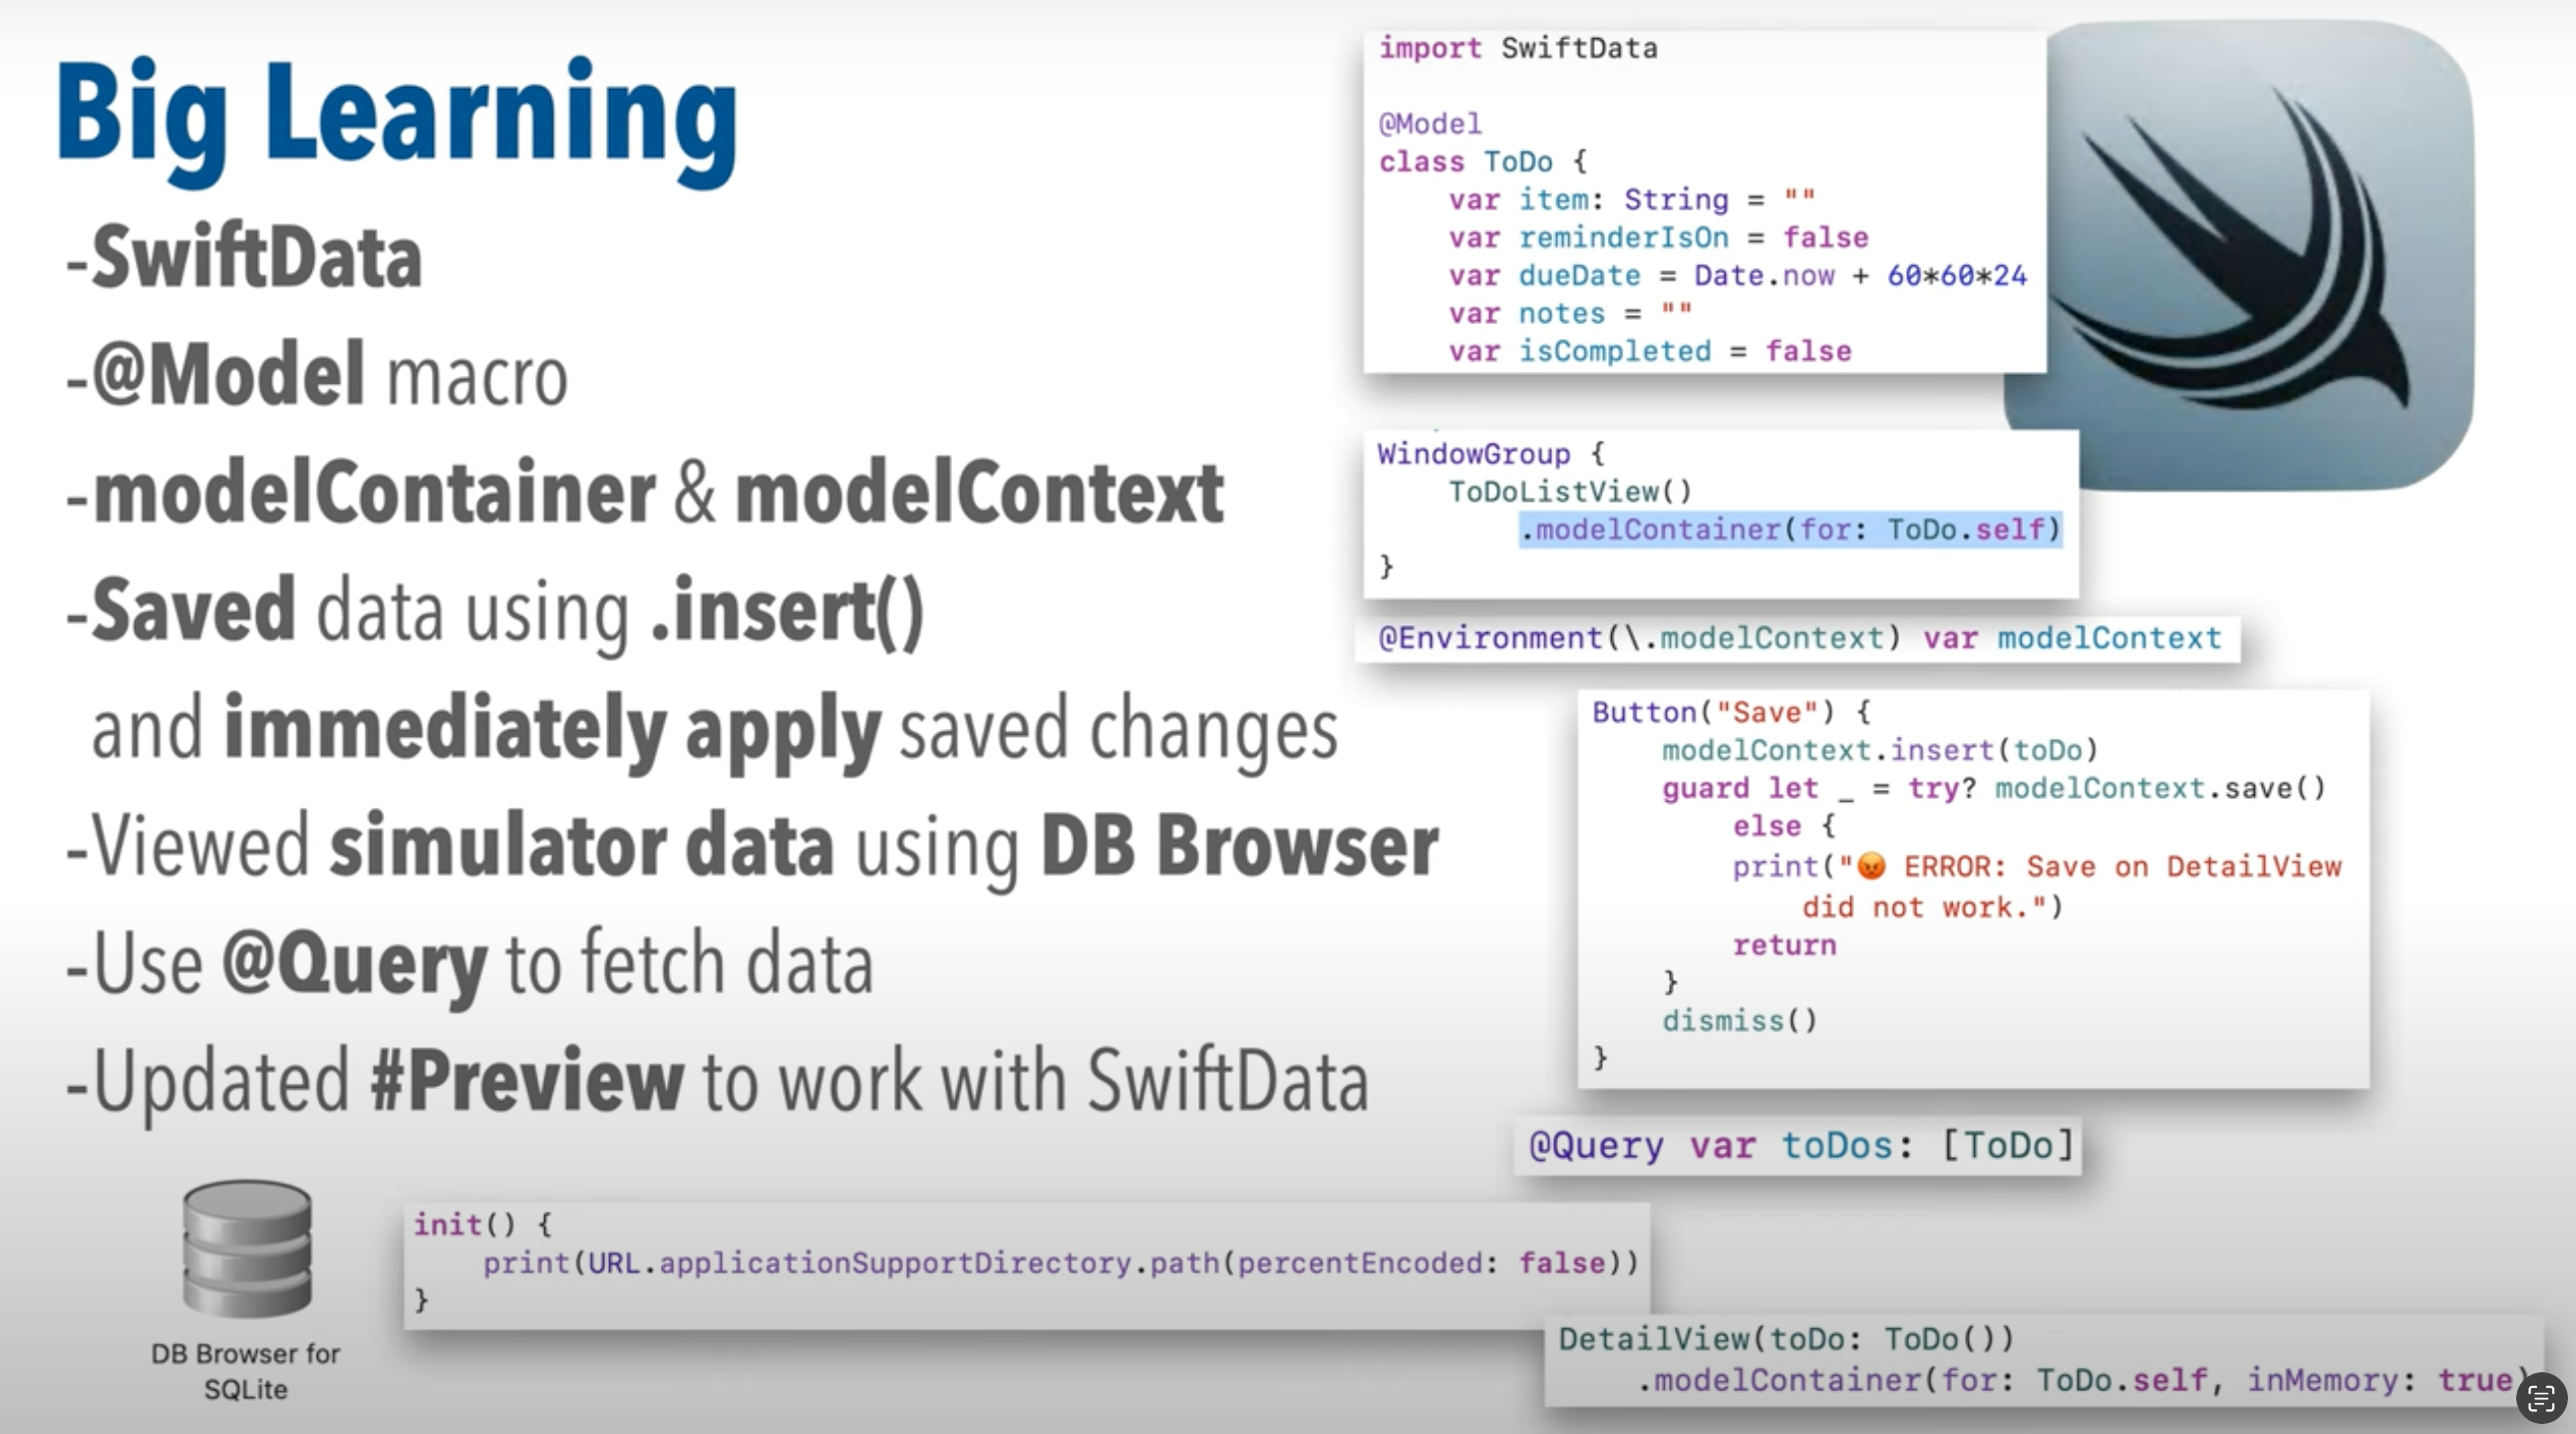 Big Learning
-SwiftData
-@Model macro
-modelContainer & modelContext
-Saved data using .insert()
and immediately apply saved changes
-Viewed simulator data using DB Browser
-Use @Query to fetch data
-Updated #Preview to work with SwiftData
import SwiftData
@Model
class ToDo {
var item: String = ""
var reminderIsOn = false
var dueDate = Date.now + 60*60*24
var notes = ""
var isCompleted = false
WindowGroup {
ToDoListView()
.modelContainer(for: ToDo.self)
}
@Environment(\.modelContext) var modelContext
Button("Save") {
modelContext.insert(toDo)
guard let _ = try? modelContext.save()
else {
print("😡 ERROR: Save on DetailView
did not work.")
return
}
dismiss()
}
@Query var toDos: [ToDo]
init() {
print(URL.applicationSupportDirectory.path(percentEncoded: false))
}
DetailView(toDo: ToDo())
.modelContainer(for: ToDo.self, inMemory: true)
DB Browser for
SQLite